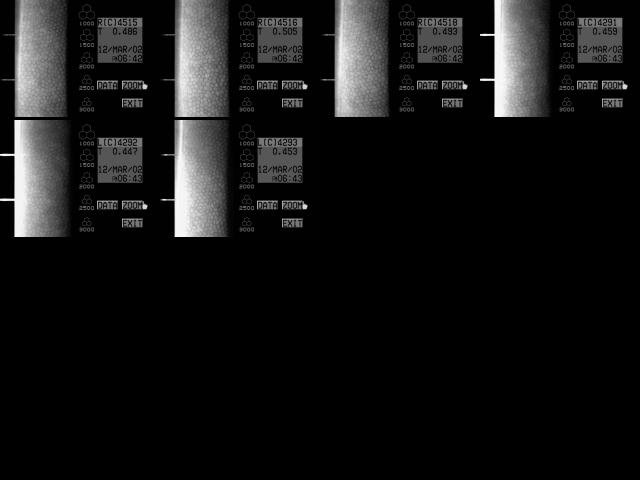 R(C)4515
T 0.486
12/MAR/02
PM06:42
DATA ZOOM
EXIT
1000
1500
2000
2500
3000
R(C)4516
T 0.505
12/MAR/02
PM06:42
DATA ZOOM
EXIT
1000
1500
2000
2500
3000
R(C)4518
T 0.493
12/MAR/02
PM06:42
DATA ZOOM
EXIT
1000
1500
2000
2500
3000
L(C)4291
T 0.459
12/MAR/02
PM06:43
DATA ZOOM
EXIT
1000
1500
2000
2500
3000
L(C)4292
T 0.447
12/MAR/02
PM06:43
DATA ZOOM
EXIT
1000
1500
2000
2500
3000
L(C)4293
T 0.453
12/MAR/02
PM06:43
DATA ZOOM
EXIT
1000
1500
2000
2500
3000